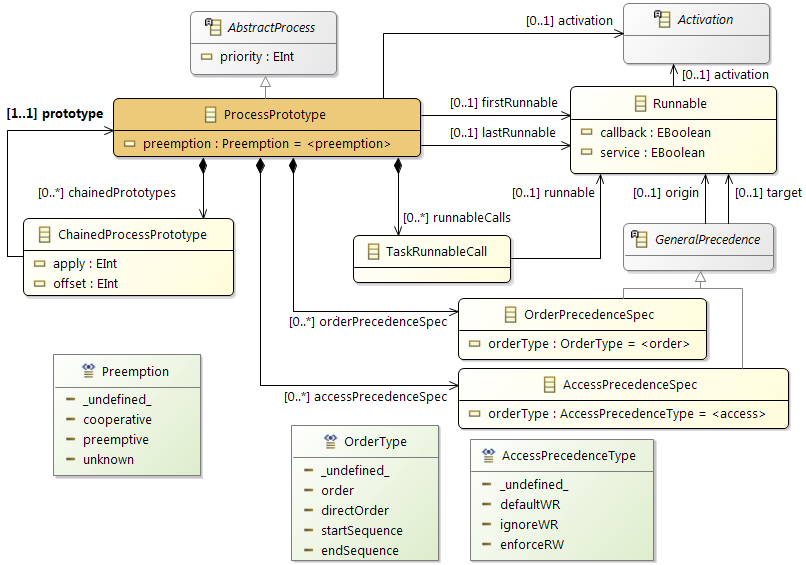 AbstractProcess
priority : EInt
[0..1] activation
Activation
[0..1] activation
[1..1] prototype
ProcessPrototype
preemption : Preemption = <preemption>
[0..1] firstRunnable
[0..1] lastRunnable
Runnable
callback : EBoolean
service : EBoolean
[0..*] chainedPrototypes
[0..*] runnableCalls
[0..1] runnable
[0..1] origin
[0..1] target
ChainedProcessPrototype
apply : EInt
offset : EInt
TaskRunnableCall
GeneralPrecedence
[0..*] orderPrecedenceSpec
OrderPrecedenceSpec
orderType : OrderType = <order>
[0..*] accessPrecedenceSpec
AccessPrecedenceSpec
orderType : AccessPrecedenceType = <access>
Preemption
_undefined_
cooperative
preemptive
unknown
OrderType
_undefined_
order
directOrder
startSequence
endSequence
AccessPrecedenceType
_undefined_
defaultWR
ignoreWR
enforceRW